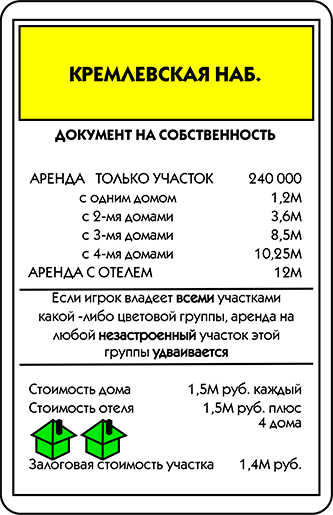 КРЕМЛЕВСКАЯ НАБ.
ДОКУМЕНТ НА СОБСТВЕННОСТЬ
АРЕНДА ТОЛЬКО УЧАСТОК 240 000
с одним домом 1,2М
с 2-мя домами 3,6М
с 3-мя домами 8,5М
с 4-мя домами 10,25М
АРЕНДА С ОТЕЛЕМ 12М
Если игрок владеет всеми участками
какой -либо цветовой группы, аренда на
любой незастроенный участок этой
группы удваивается
Стоимость дома 1,5М руб. каждый
Стоимость отеля 1,5М руб. плюс
4 дома
Залоговая стоимость участка 1,4М руб.